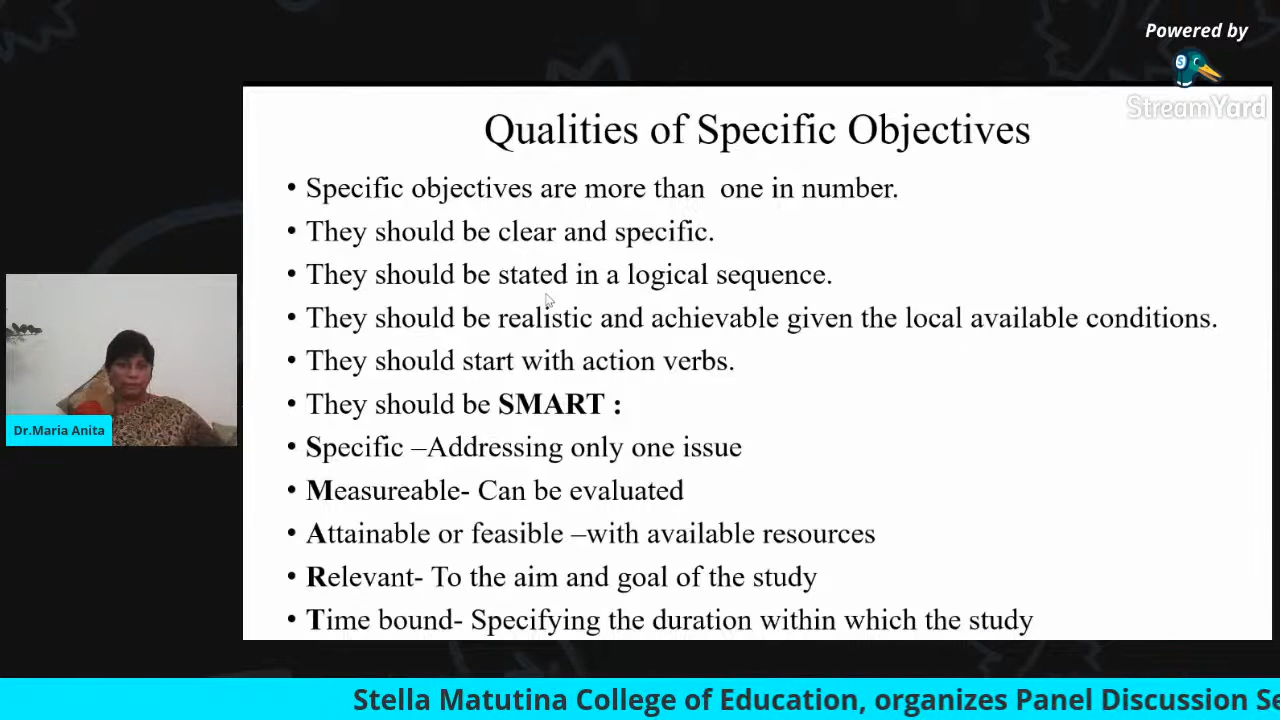 Powered by
StreamYard
Qualities of Specific Objectives
• Specific objectives are more than one in number.
• They should be clear and specific.
• They should be stated in a logical sequence.
• They should be realistic and achievable given the local available conditions.
• They should start with action verbs.
• They should be SMART :
• Specific –Addressing only one issue
• Measureable- Can be evaluated
• Attainable or feasible –with available resources
• Relevant- To the aim and goal of the study
• Time bound- Specifying the duration within which the study
Dr.Maria Anita
Stella Matutina College of Education, organizes Panel Discussion Se